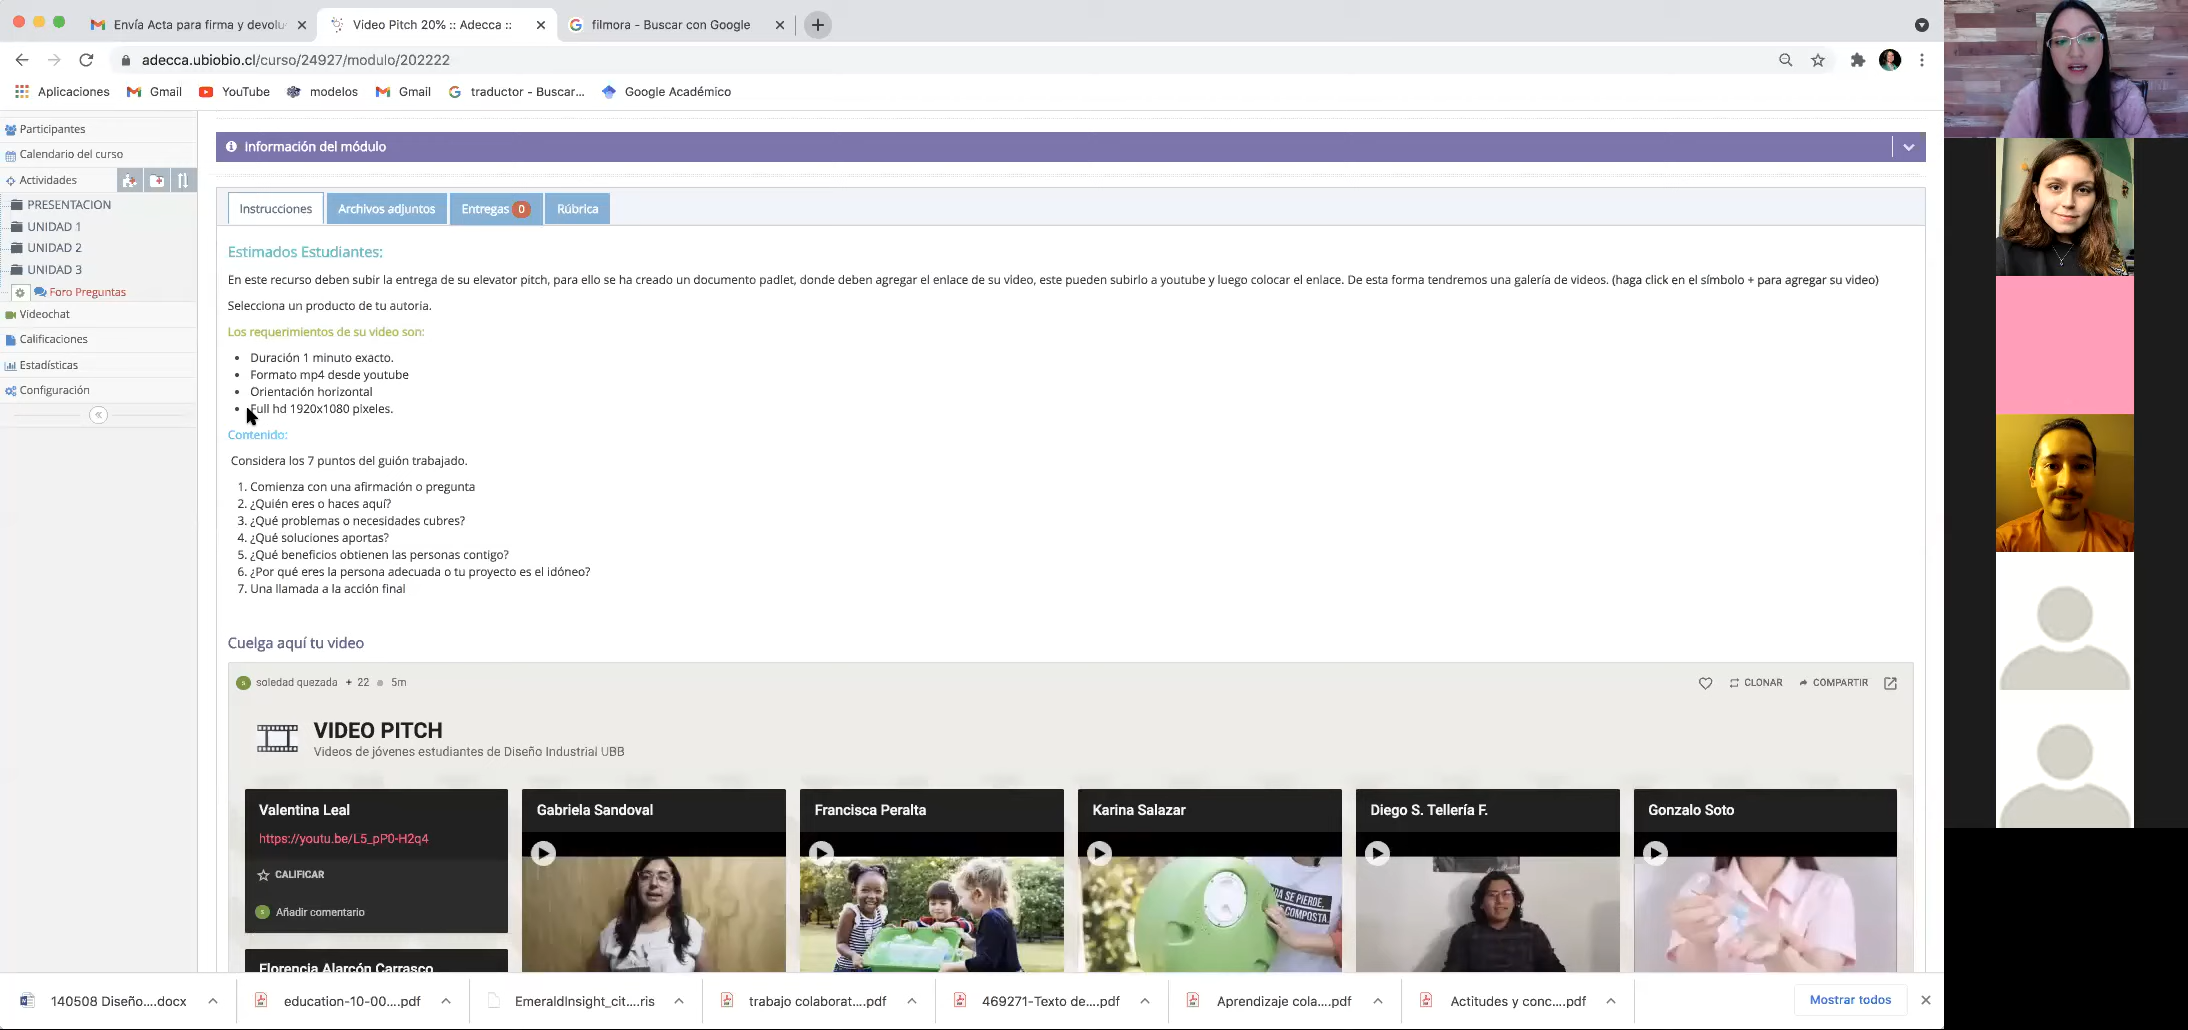 Envía Acta para firma y devolu
Video Pitch 20% :: Adecca ::
filmora - Buscar con Google
adecca.ubiobio.cl/curso/24927/modulo/202222
Aplicaciones
Gmail
YouTube
modelos
Gmail
traductor - Buscar...
Google Académico
Participantes
Calendario del curso
Actividades
PRESENTACION
UNIDAD 1
UNIDAD 2
UNIDAD 3
Foro Preguntas
Videochat
Calificaciones
Estadísticas
Configuración
Información del módulo
Instrucciones
Archivos adjuntos
Entregas 0
Rúbrica
Estimados Estudiantes:
En este recurso deben subir la entrega de su elevator pitch, para ello se ha creado un documento padlet, donde deben agregar el enlace de su video, este pueden subirlo a youtube y luego colocar el enlace. De esta forma tendremos una galería de videos. (haga click en el símbolo + para agregar su video)
Selecciona un producto de tu autoria.
Los requerimientos de su video son:
• Duración 1 minuto exacto.
• Formato mp4 desde youtube
• Orientación horizontal
• Full hd 1920x1080 pixeles.
Contenido:
Considera los 7 puntos del guión trabajado.
1. Comienza con una afirmación o pregunta
2. ¿Quién eres o haces aquí?
3. ¿Qué problemas o necesidades cubres?
4. ¿Qué soluciones aportas?
5. ¿Qué beneficios obtienen las personas contigo?
6. ¿Por qué eres la persona adecuada o tu proyecto es el idóneo?
7. Una llamada a la acción final
Cuelga aquí tu video
s soledad quezada + 22 5m
CLONAR
COMPARTIR
VIDEO PITCH
Videos de jóvenes estudiantes de Diseño Industrial UBB
Valentina Leal
https://youtu.be/L5_pP0-H2q4
CALIFICAR
s Añadir comentario
Florencia Alarcón Carrasco
Gabriela Sandoval
Francisca Peralta
Karina Salazar
DA SE PIERDE,
COMPOSTA.
Diego S. Tellería F.
Gonzalo Soto
140508 Diseño....docx
education-10-00....pdf
EmeraldInsight_cit....ris
trabajo colaborat....pdf
469271-Texto de....pdf
Aprendizaje cola....pdf
Actitudes y conc....pdf
Mostrar todos